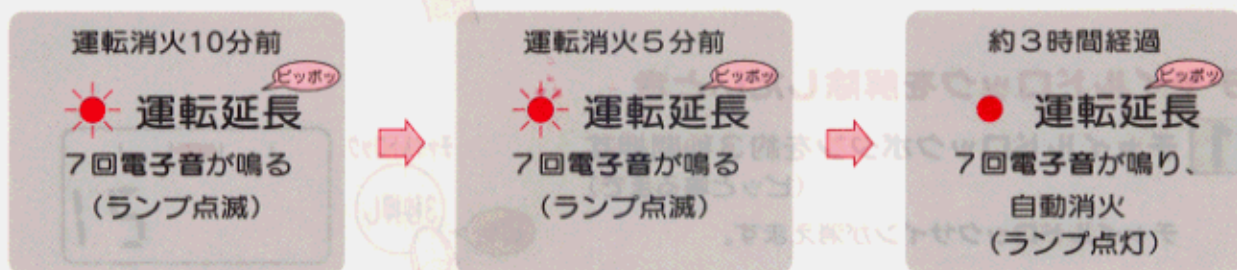 運転消火10分前
ピッポッ
運転延長
7回電子音が鳴る
(ランプ点滅)
運転消火5分前
ピッポッ
運転延長
7回電子音が鳴る
(ランプ点滅)
約3時間経過
ピッポッ
運転延長
7回電子音が鳴り、
自動消火
(ランプ点灯)